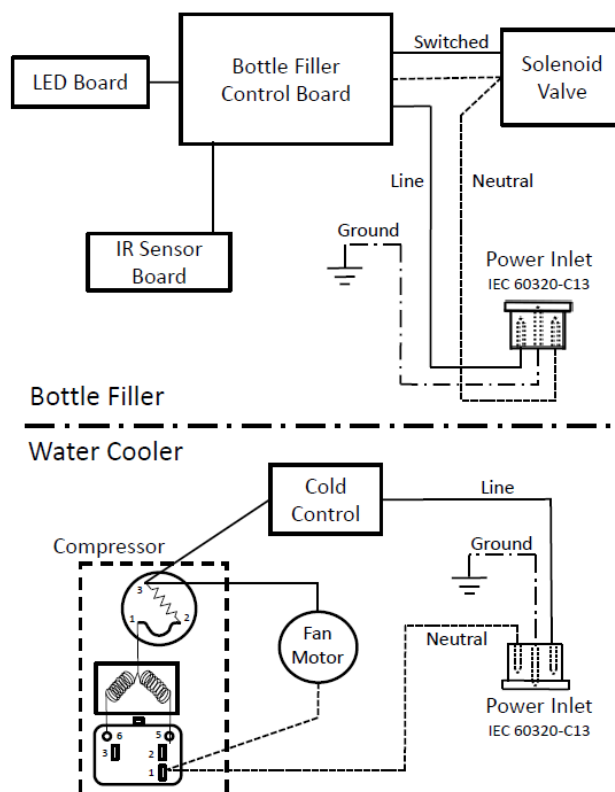 Switched
LED Board
Bottle Filler
Control Board
Solenoid
Valve
Line
Neutral
Ground
IR Sensor
Board
Power Inlet
IEC 60320-C13
Bottle Filler
Water Cooler
Cold
Control
Line
Compressor
Ground
3
1
2
Fan
Motor
Neutral
Power Inlet
IEC 60320-C13
6
5
3
2
1